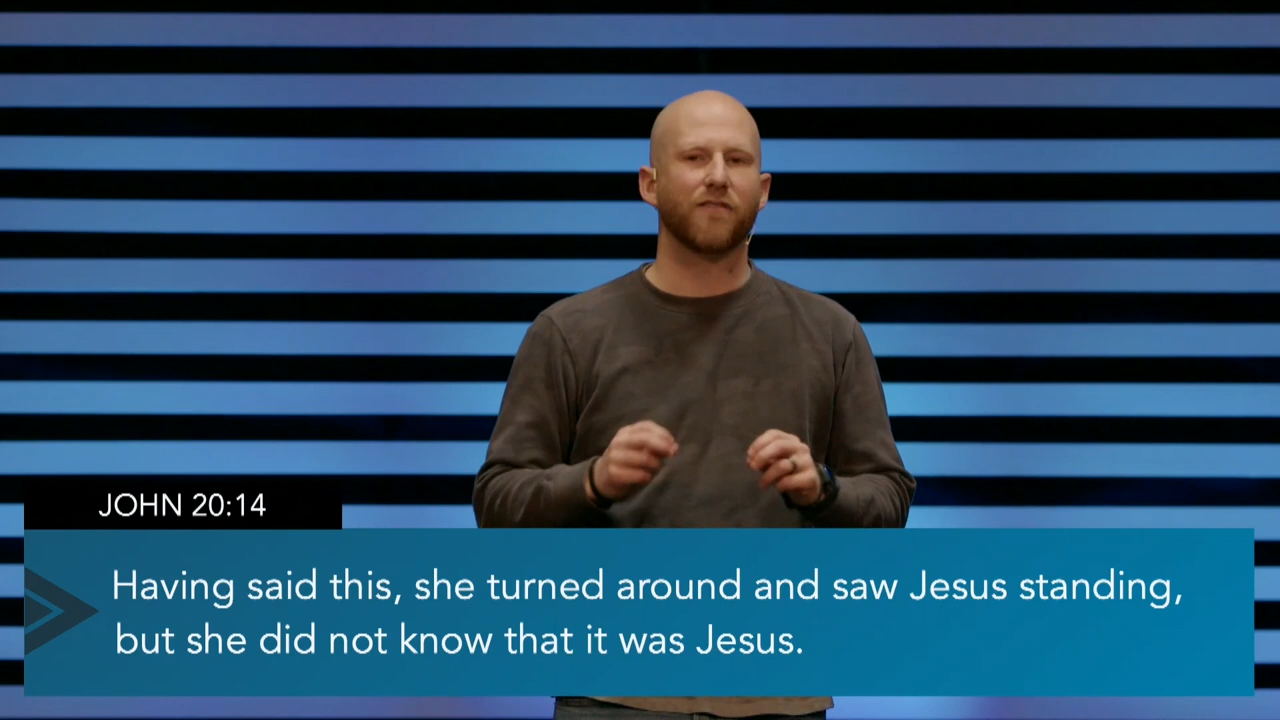 JOHN 20:14
Having said this, she turned around and saw Jesus standing,
but she did not know that it was Jesus.